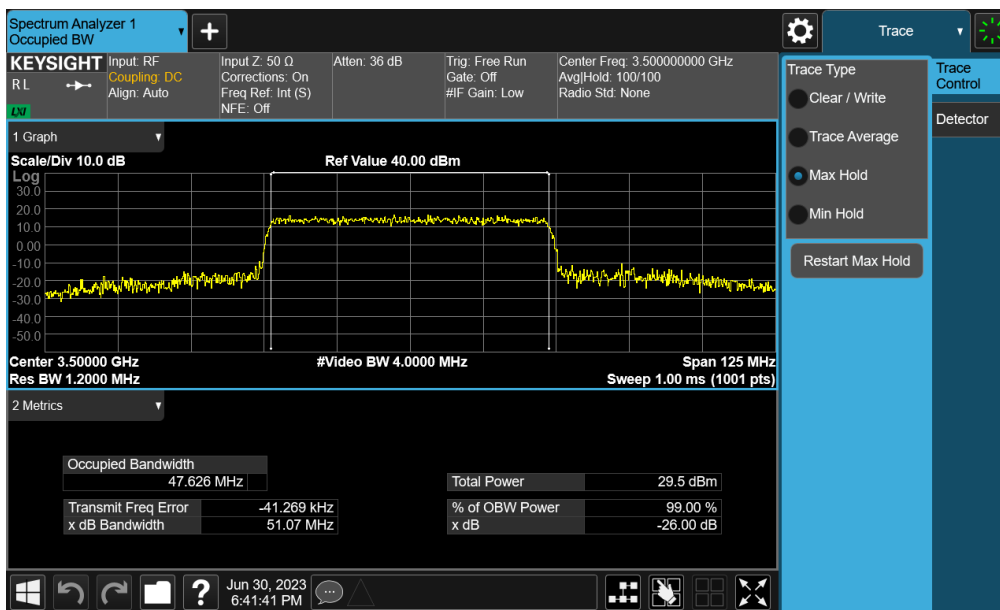 Spectrum Analyzer 1
Occupied BW
+
Trace
KEYSIGHT
R L
LXI
Input: RF
Coupling: DC
Align: Auto
Input Z: 50 Ω
Corrections: On
Freq Ref: Int (S)
NFE: Off
Atten: 36 dB
Trig: Free Run
Gate: Off
#IF Gain: Low
Center Freq: 3.500000000 GHz
Avg|Hold: 100/100
Radio Std: None
Trace Type
Clear / Write
Trace Average
Max Hold
Min Hold
Restart Max Hold
Trace
Control
Detector
1 Graph
Scale/Div 10.0 dB
Ref Value 40.00 dBm
Log
30.0
20.0
10.0
0.00
-10.0
-20.0
-30.0
-40.0
-50.0
Center 3.50000 GHz
#Video BW 4.0000 MHz
Span 125 MHz
Res BW 1.2000 MHz
Sweep 1.00 ms (1001 pts)
2 Metrics
Occupied Bandwidth
47.626 MHz
Total Power 29.5 dBm
Transmit Freq Error -41.269 kHz
% of OBW Power 99.00 %
x dB Bandwidth 51.07 MHz
x dB -26.00 dB
?
Jun 30, 2023
6:41:41 PM